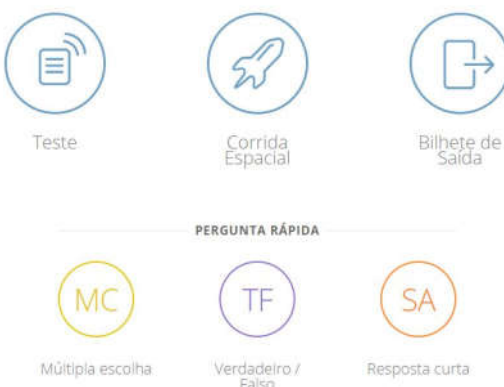 Teste
Corrida
Espacial
Bilhete de
Saída
PERGUNTA RÁPIDA
MC
TF
SA
Múltipla escolha
Verdadeiro /
Falso
Resposta curta